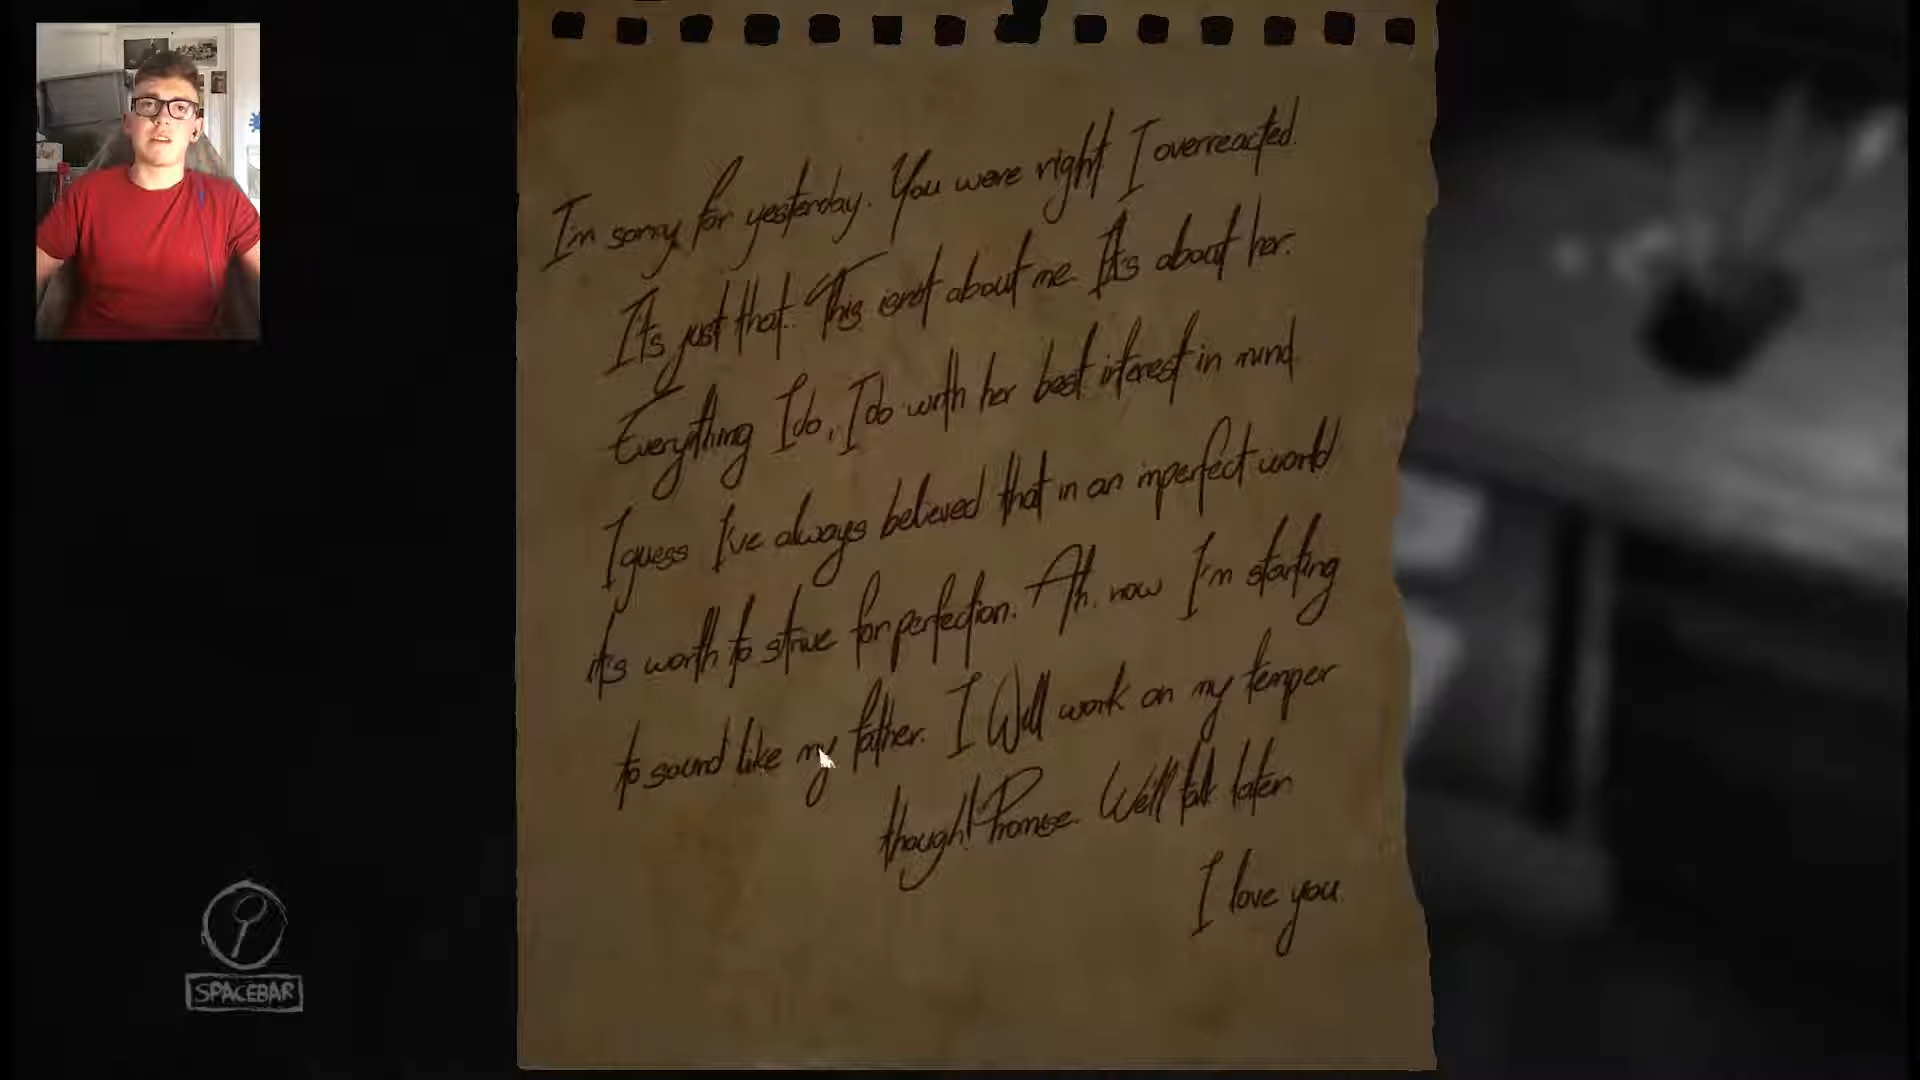 I'm sorry for yesterday. You were right I overreacted.
It's just that.. This isn't about me. It's about her.
Everything I do, I do with her best interest in mind.
I guess I've always believed that in an imperfect world
it's worth to strive for perfection. Ah, now I'm starting
to sound like my father. I Will work on my temper
though! Promise. We'll talk later.
I love you.
SPACEBAR